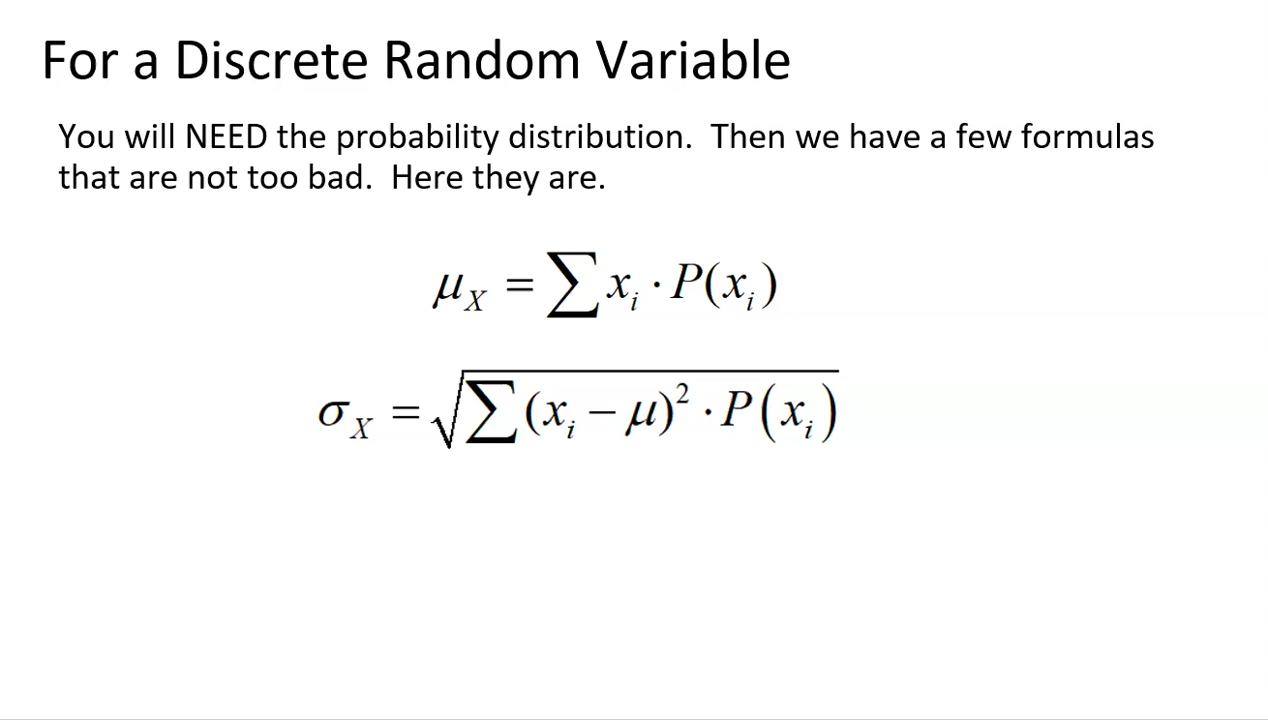 For a Discrete Random Variable
You will NEED the probability distribution.  Then we have a few formulas
that are not too bad.  Here they are.
μ_X = ∑ x_i · P(x_i)
σ_X = √(∑ (x_i − μ)² · P(x_i))